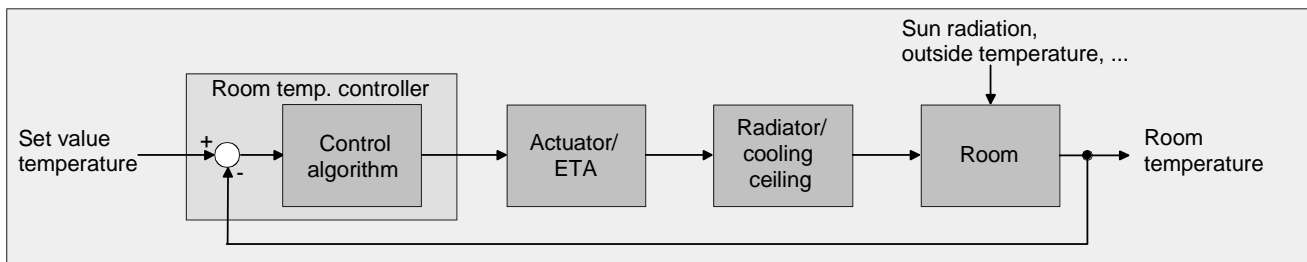 Sun radiation,
outside temperature, ...
Room temp. controller
Set value
temperature
+
-
Control
algorithm
Actuator/
ETA
Radiator/
cooling
ceiling
Room
Room
temperature